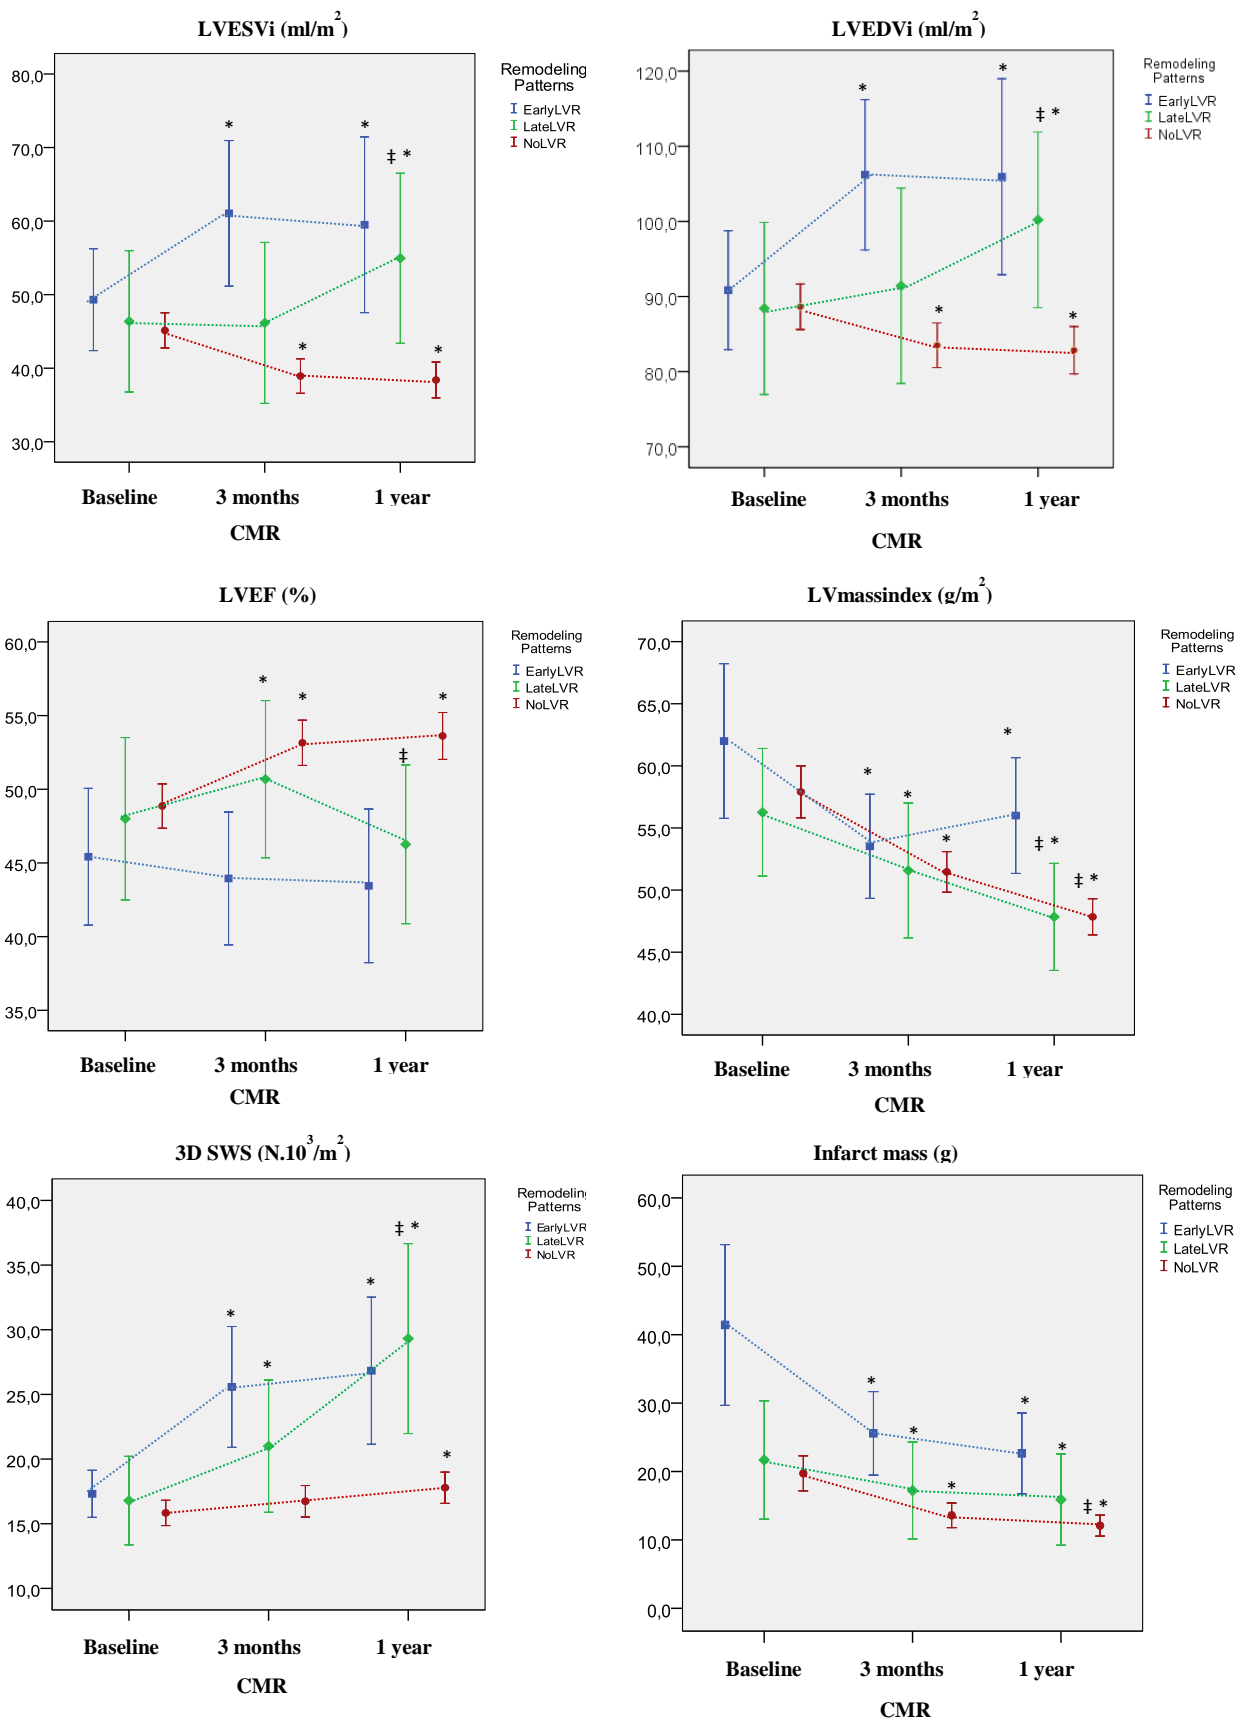 LVESVi (ml/m2)
80,0
70,0
60,0
50,0
40,0
30,0
* * ‡ * * *
Remodeling
Patterns
EarlyLVR
LateLVR
NoLVR
Baseline 3 months 1 year
CMR
LVEDVi (ml/m2)
120,0
110,0
100,0
90,0
80,0
70,0
* * ‡ * * *
Remodeling
Patterns
EarlyLVR
LateLVR
NoLVR
Baseline 3 months 1 year
CMR
LVEF (%)
60,0
55,0
50,0
45,0
40,0
35,0
* * * ‡
Remodeling
Patterns
EarlyLVR
LateLVR
NoLVR
Baseline 3 months 1 year
CMR
LVmassindex (g/m2)
70,0
65,0
60,0
55,0
50,0
45,0
40,0
* * * * ‡ * ‡ *
Remodeling
Patterns
EarlyLVR
LateLVR
NoLVR
Baseline 3 months 1 year
CMR
3D SWS (N.103/m2)
40,0
35,0
30,0
25,0
20,0
15,0
10,0
* * * ‡ * *
Remodeling
Patterns
EarlyLVR
LateLVR
NoLVR
Baseline 3 months 1 year
CMR
Infarct mass (g)
60,0
50,0
40,0
30,0
20,0
10,0
0,0
* * * * * ‡ *
Remodeling
Patterns
EarlyLVR
LateLVR
NoLVR
Baseline 3 months 1 year
CMR